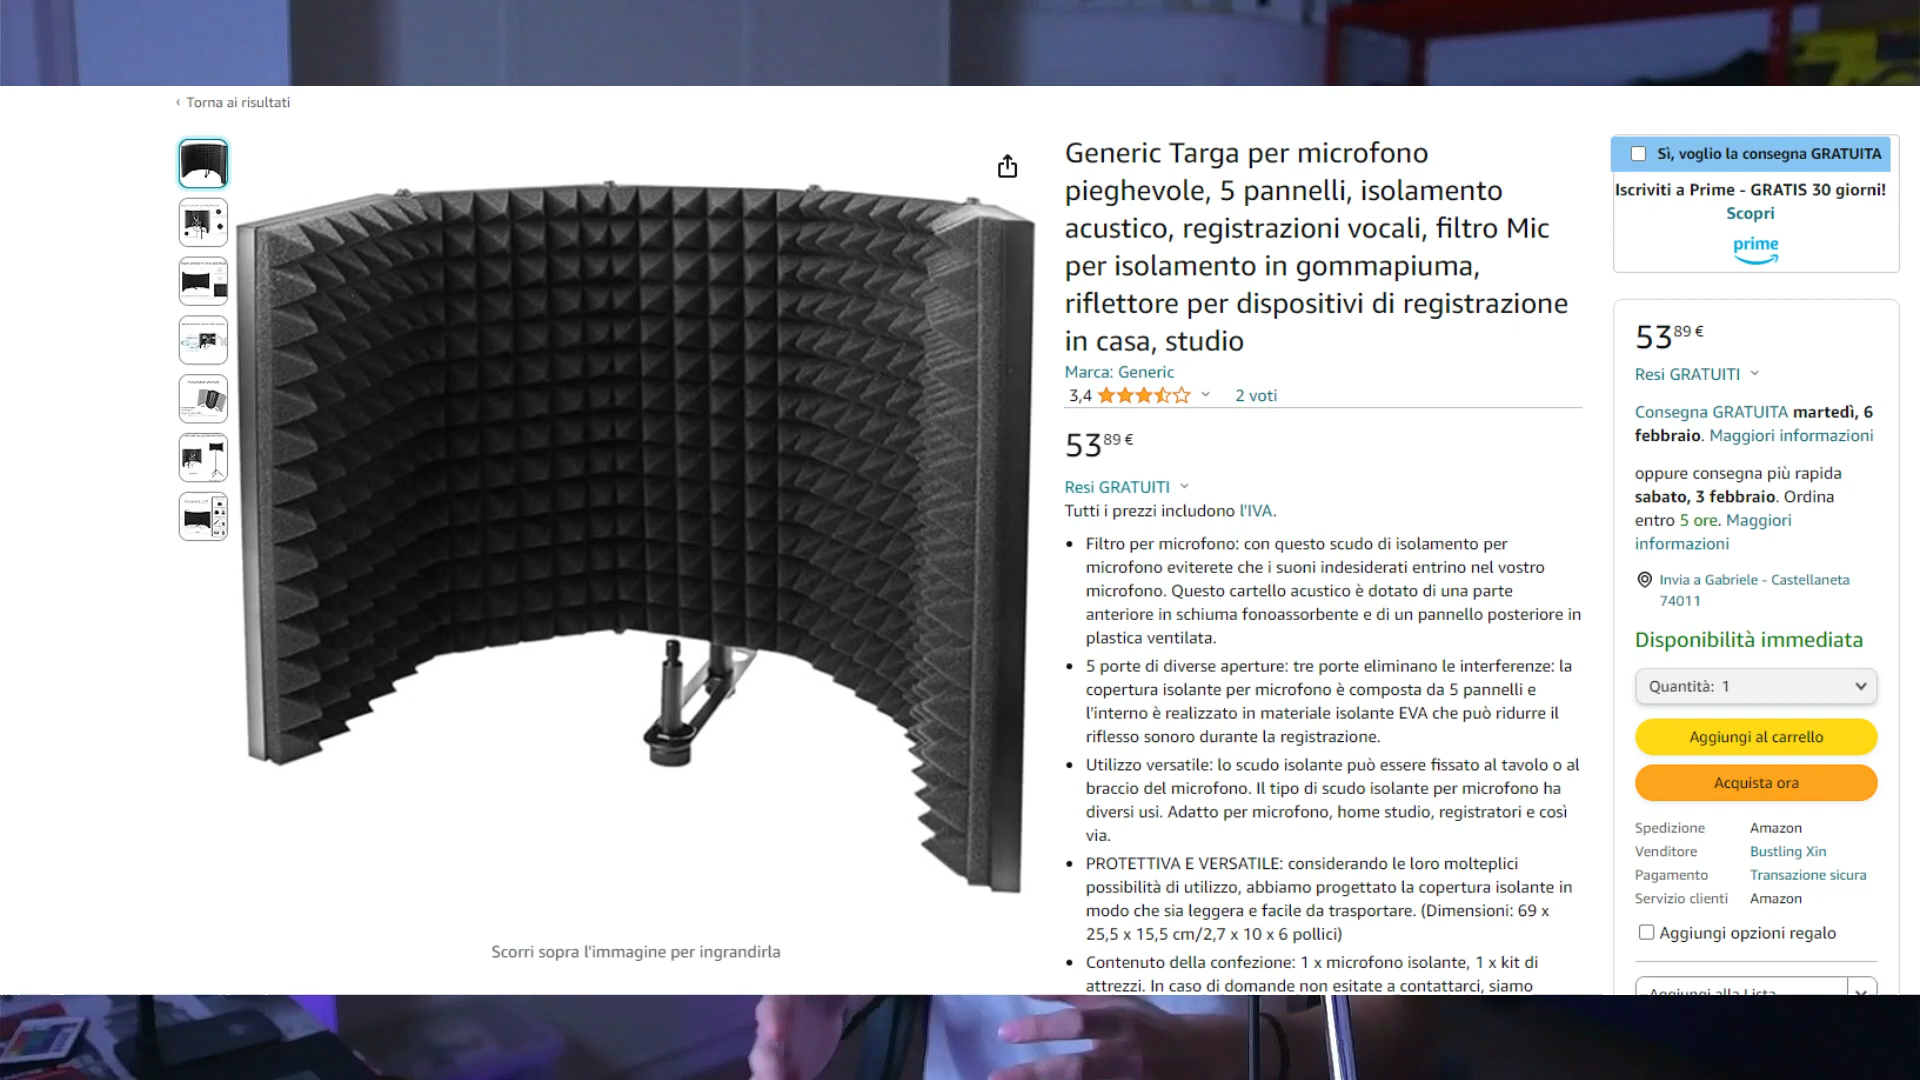 ‹ Torna ai risultati
Generic Targa per microfono
pieghevole, 5 pannelli, isolamento
acustico, registrazioni vocali, filtro Mic
per isolamento in gommapiuma,
riflettore per dispositivi di registrazione
in casa, studio
Marca: Generic
3,4 2 voti
53 89 €
Resi GRATUITI
Tutti i prezzi includono l'IVA.
• Filtro per microfono: con questo scudo di isolamento per
microfono eviterete che i suoni indesiderati entrino nel vostro
microfono. Questo cartello acustico è dotato di una parte
anteriore in schiuma fonoassorbente e di un pannello posteriore in
plastica ventilata.
• 5 porte di diverse aperture: tre porte eliminano le interferenze: la
copertura isolante per microfono è composta da 5 pannelli e
l'interno è realizzato in materiale isolante EVA che può ridurre il
riflesso sonoro durante la registrazione.
• Utilizzo versatile: lo scudo isolante può essere fissato al tavolo o al
braccio del microfono. Il tipo di scudo isolante per microfono ha
diversi usi. Adatto per microfono, home studio, registratori e così
via.
• PROTETTIVA E VERSATILE: considerando le loro molteplici
possibilità di utilizzo, abbiamo progettato la copertura isolante in
modo che sia leggera e facile da trasportare. (Dimensioni: 69 x
25,5 x 15,5 cm/2,7 x 10 x 6 pollici)
• Contenuto della confezione: 1 x microfono isolante, 1 x kit di
attrezzi. In caso di domande non esitate a contattarci, siamo
Scorri sopra l'immagine per ingrandirla
Sì, voglio la consegna GRATUITA
Iscriviti a Prime - GRATIS 30 giorni!
Scopri
prime
53 89 €
Resi GRATUITI
Consegna GRATUITA martedì, 6
febbraio. Maggiori informazioni
oppure consegna più rapida
sabato, 3 febbraio. Ordina
entro 5 ore. Maggiori
informazioni
Invia a Gabriele - Castellaneta
74011
Disponibilità immediata
Quantità: 1
Aggiungi al carrello
Acquista ora
Spedizione Amazon
Venditore Bustling Xin
Pagamento Transazione sicura
Servizio clienti Amazon
Aggiungi opzioni regalo
Aggiungi alla Lista